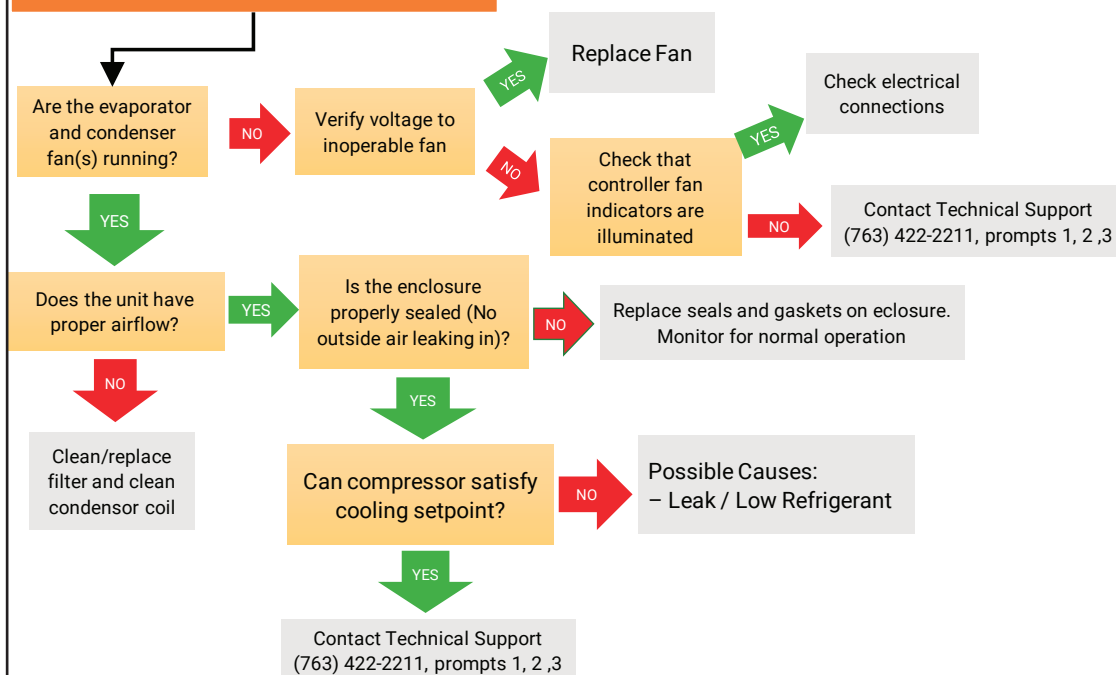 Replace Fan
YES
Check electrical
connections
Are the evaporator
and condenser
fan(s) running?
NO
Verify voltage to
inoperable fan
YES
NO
Check that
controller fan
indicators are
illuminated
YES
NO
Contact Technical Support
(763) 422-2211, prompts 1, 2 ,3
Does the unit have
proper airflow?
YES
Is the enclosure
properly sealed (No
outside air leaking in)?
NO
Replace seals and gaskets on eclosure.
Monitor for normal operation
NO
YES
Clean/replace
filter and clean
condensor coil
Can compressor satisfy
cooling setpoint?
NO
Possible Causes:
– Leak / Low Refrigerant
YES
Contact Technical Support
(763) 422-2211, prompts 1, 2 ,3